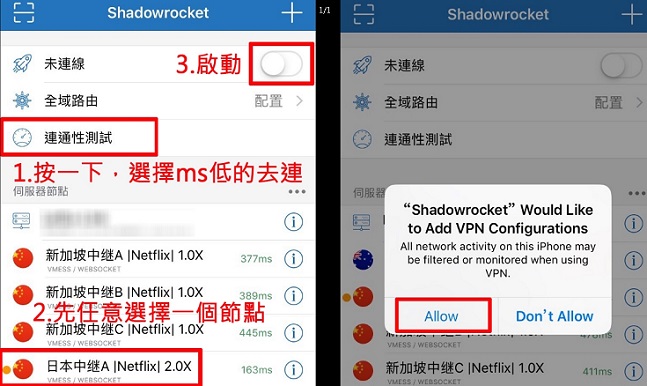 Shadowrocket
未連線
3.啟動
全域路由
配置
連通性測試
1.按一下，選擇ms低的去連
伺服器節點
新加坡中继A |Netflix| 1.0X
VMESS / WEBSOCKET
377ms
新加坡中继B |Netflix| 1.0X
389ms
2.先任意選擇一個節點
新加坡中继C |Netflix| 1.0X
VMESS / WEBSOCKET
445ms
日本中继A |Netflix| 2.0X
VMESS / WEBSOCKET
163ms
1/1
Shadowrocket
未連線
全域路由
配置
連通性測試
“Shadowrocket” Would Like
to Add VPN Configurations
All network activity on this iPhone may
be filtered or monitored when using
VPN.
Allow
Don’t Allow
新加坡中继C |Netflix| 1.0X
VMESS / WEBSOCKET
411ms